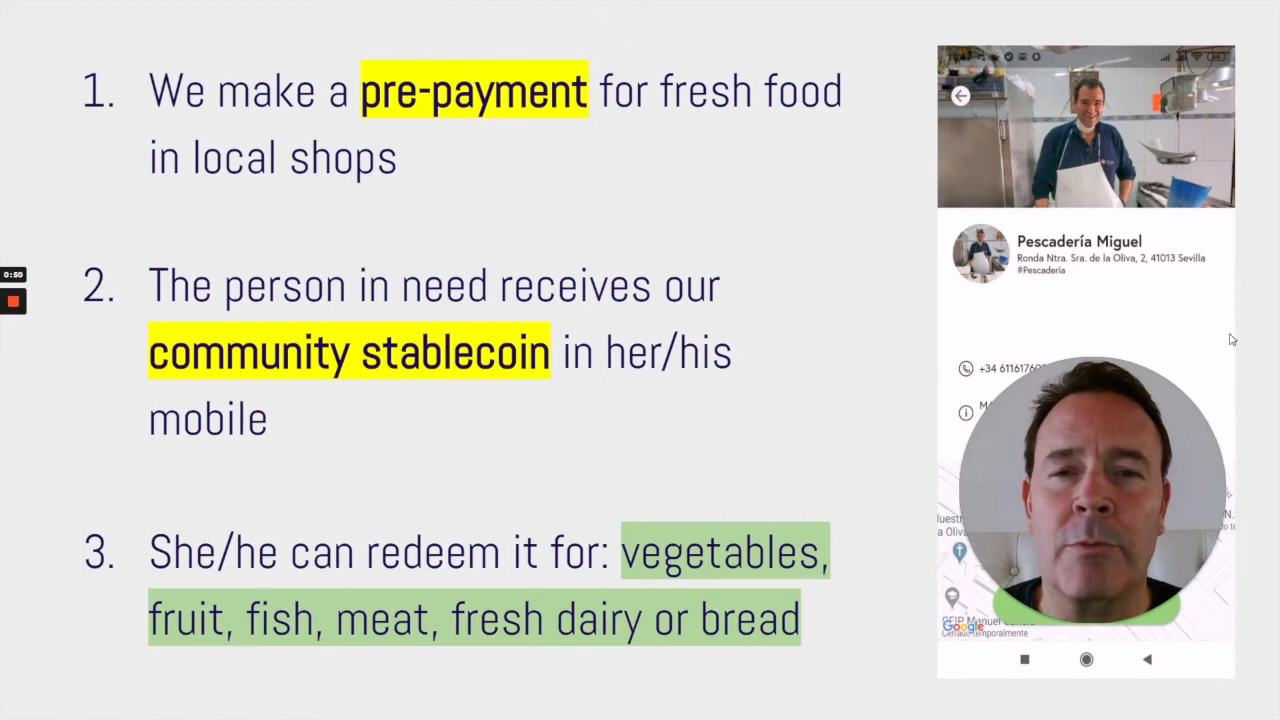 1. We make a pre-payment for fresh food
in local shops
2. The person in need receives our
community stablecoin in her/his
mobile
3. She/he can redeem it for: vegetables,
fruit, fish, meat, fresh dairy or bread
0:50
Pescadería Miguel
Ronda Ntra. Sra. de la Oliva, 2, 41013 Sevilla
#Pescadería
Google